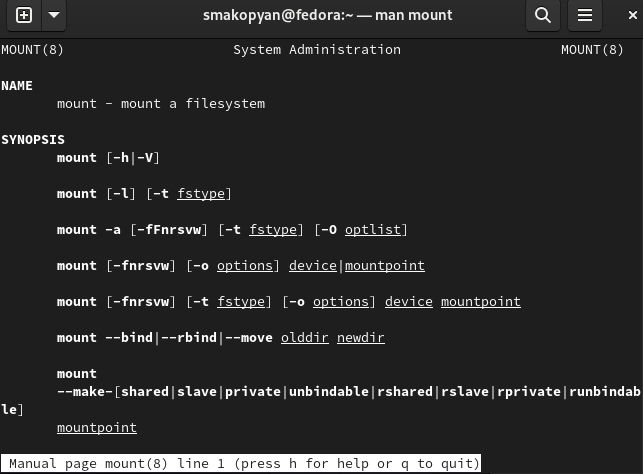 smakopyan@fedora:~ — man mount
MOUNT(8) System Administration MOUNT(8)
NAME
mount - mount a filesystem
SYNOPSIS
mount [-h|-V]
mount [-l] [-t fstype]
mount -a [-fFnrsvw] [-t fstype] [-O optlist]
mount [-fnrsvw] [-o options] device|mountpoint
mount [-fnrsvw] [-t fstype] [-o options] device mountpoint
mount --bind|--rbind|--move olddir newdir
mount
--make-[shared|slave|private|unbindable|rshared|rslave|rprivate|runbindab
le]
mountpoint
Manual page mount(8) line 1 (press h for help or q to quit)